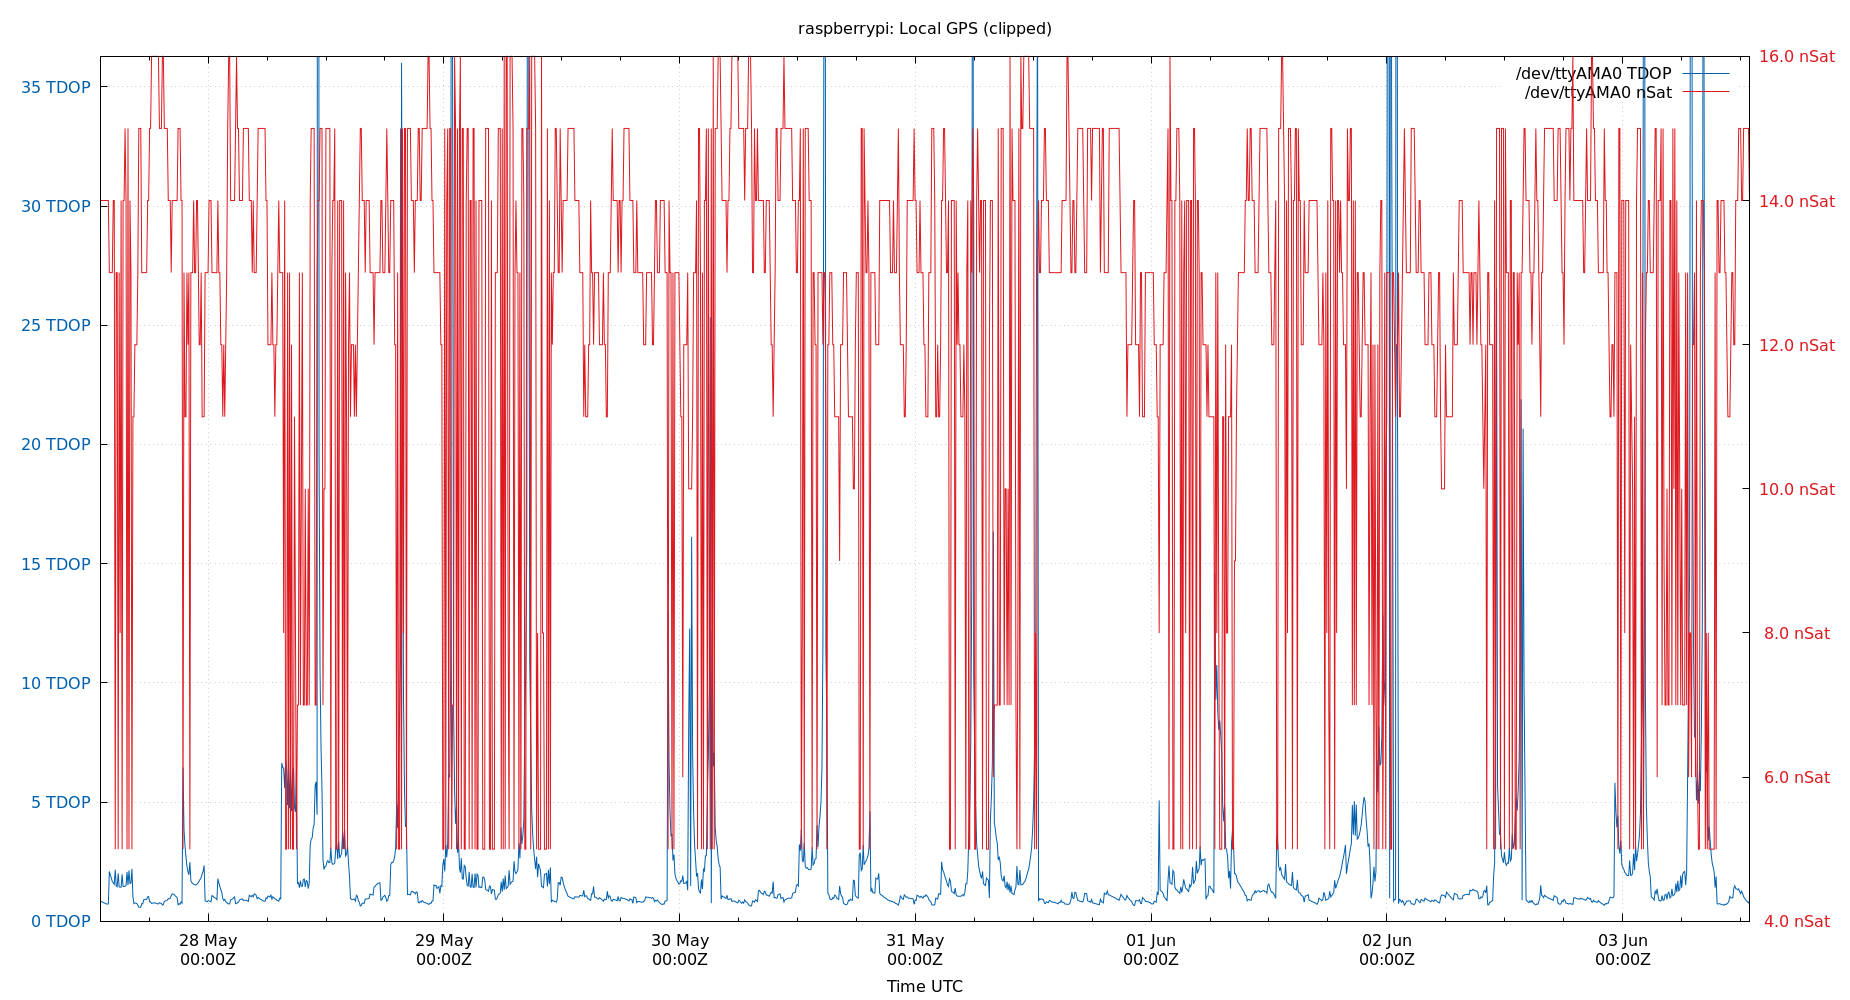 raspberrypi: Local GPS (clipped)
/dev/ttyAMA0 TDOP
/dev/ttyAMA0 nSat
35 TDOP
30 TDOP
25 TDOP
20 TDOP
15 TDOP
10 TDOP
5 TDOP
0 TDOP
16.0 nSat
14.0 nSat
12.0 nSat
10.0 nSat
8.0 nSat
6.0 nSat
4.0 nSat
28 May
00:00Z
29 May
00:00Z
30 May
00:00Z
31 May
00:00Z
01 Jun
00:00Z
02 Jun
00:00Z
03 Jun
00:00Z
Time UTC